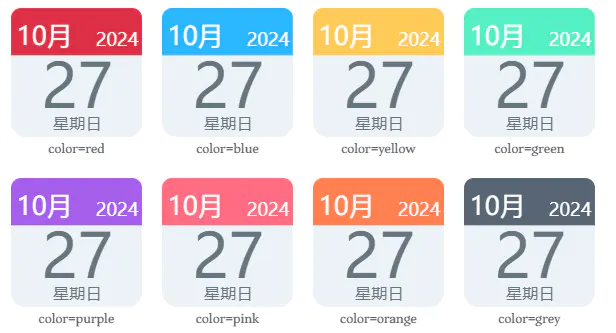 10月 2024 10月 2024 10月 2024 10月 2024
27 27 27 27
星期日 星期日 星期日 星期日
color=red color=blue color=yellow color=green
10月 2024 10月 2024 10月 2024 10月 2024
27 27 27 27
星期日 星期日 星期日 星期日
color=purple color=pink color=orange color=grey